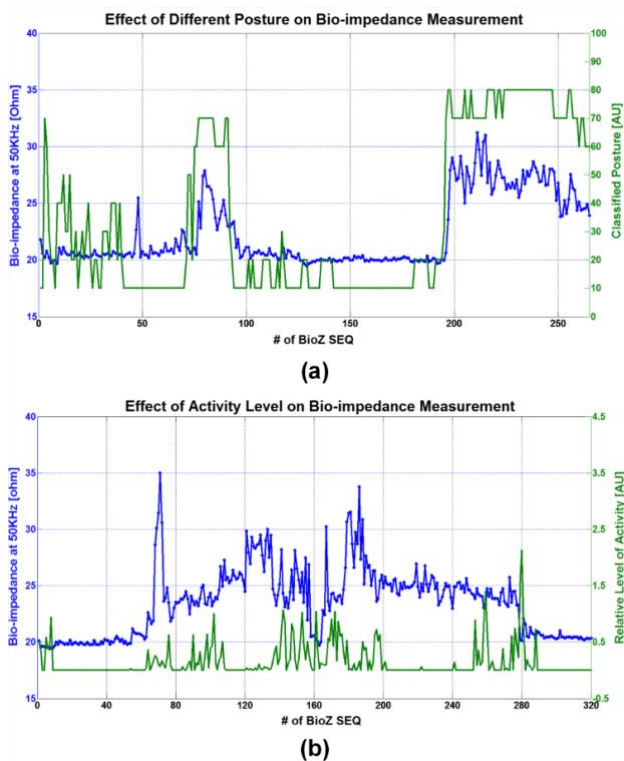 Effect of Different Posture on Bio-impedance Measurement
40
35
30
25
20
15
Bio-impedance at 50KHz [Ohm]
100
90
80
70
60
50
40
30
20
10
0
Classified Posture [AU]
0 50 100 150 200 250
# of BioZ SEQ
(a)
Effect of Activity Level on Bio-impedance Measurement
40
35
30
25
20
15
Bio-impedance at 50KHz [ohm]
4.5
3.5
2.5
1.5
0.5
-0.5
Relative Level of Activity [AU]
0 40 80 120 160 200 240 280 320
# of BioZ SEQ
(b)